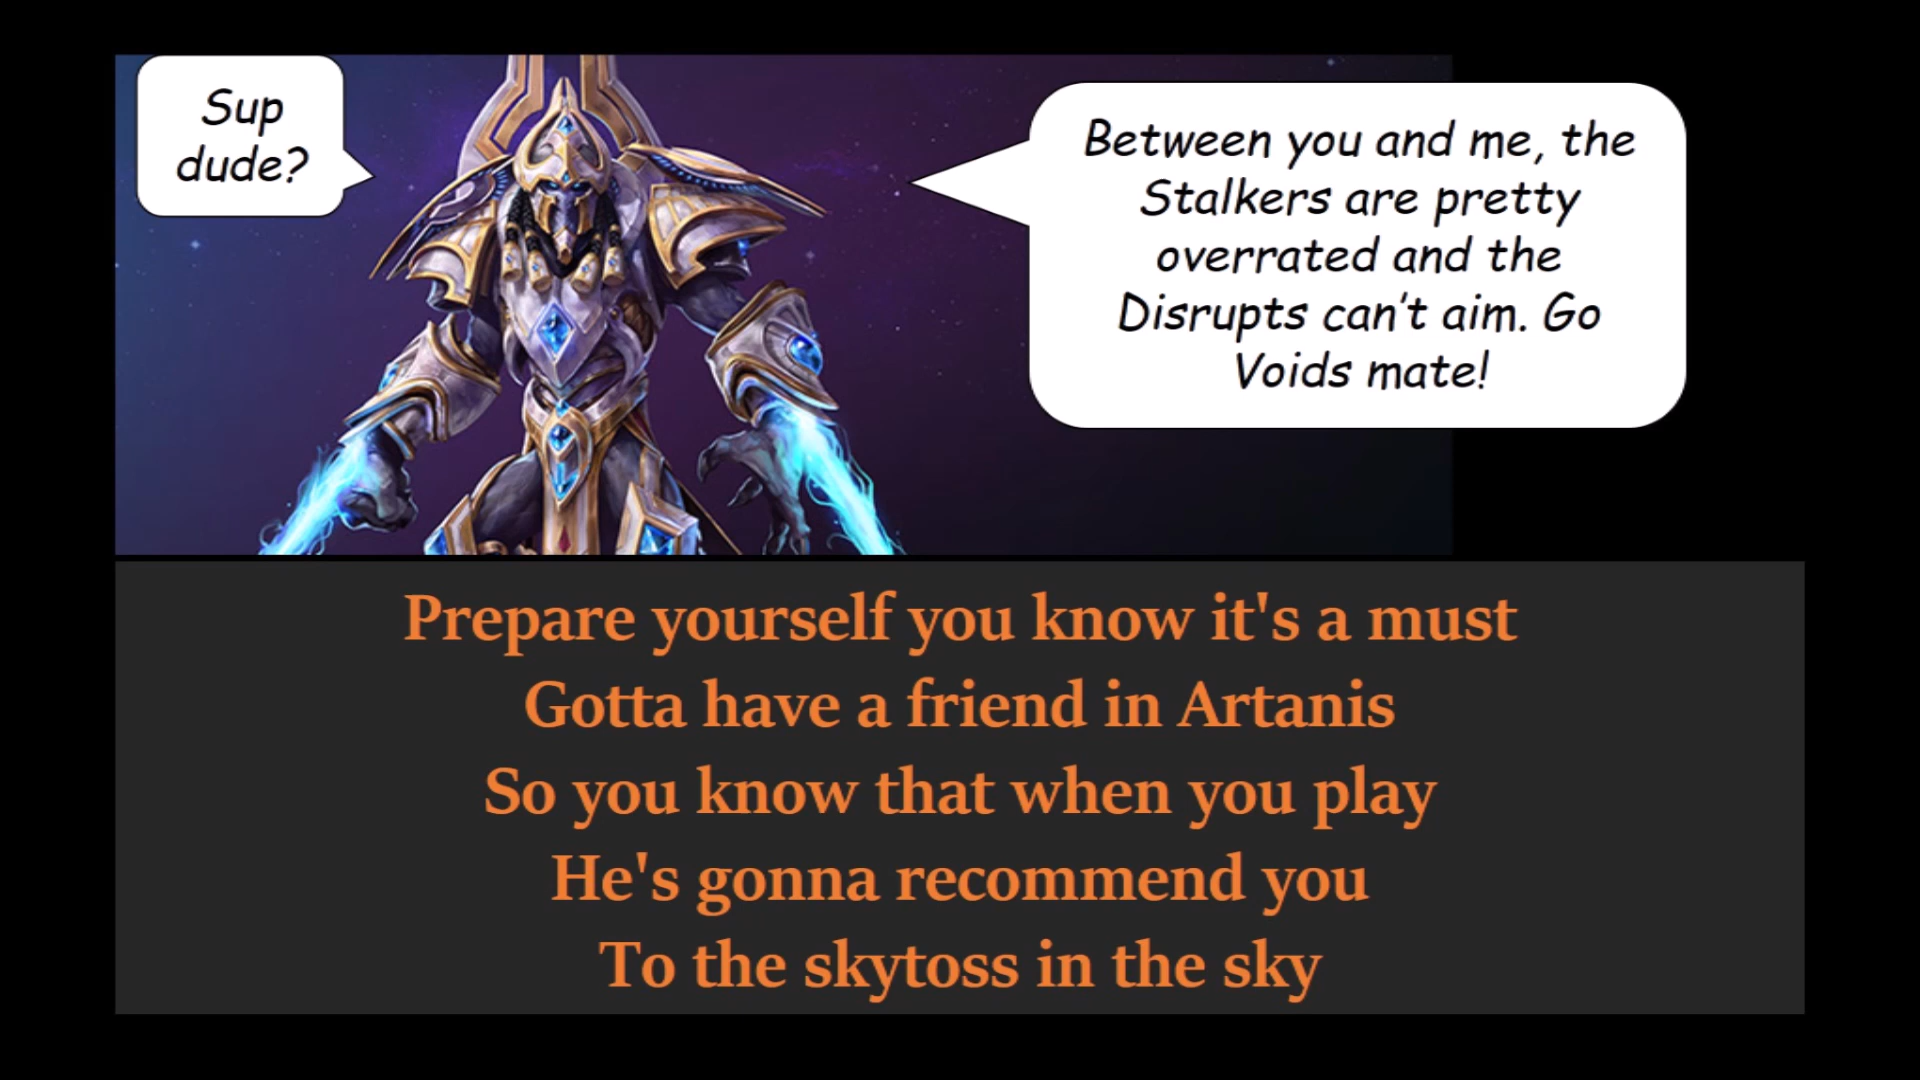 Sup
dude?
Between you and me, the
Stalkers are pretty
overrated and the
Disrupts can't aim. Go
Voids mate!
Prepare yourself you know it's a must
Gotta have a friend in Artanis
So you know that when you play
He's gonna recommend you
To the skytoss in the sky